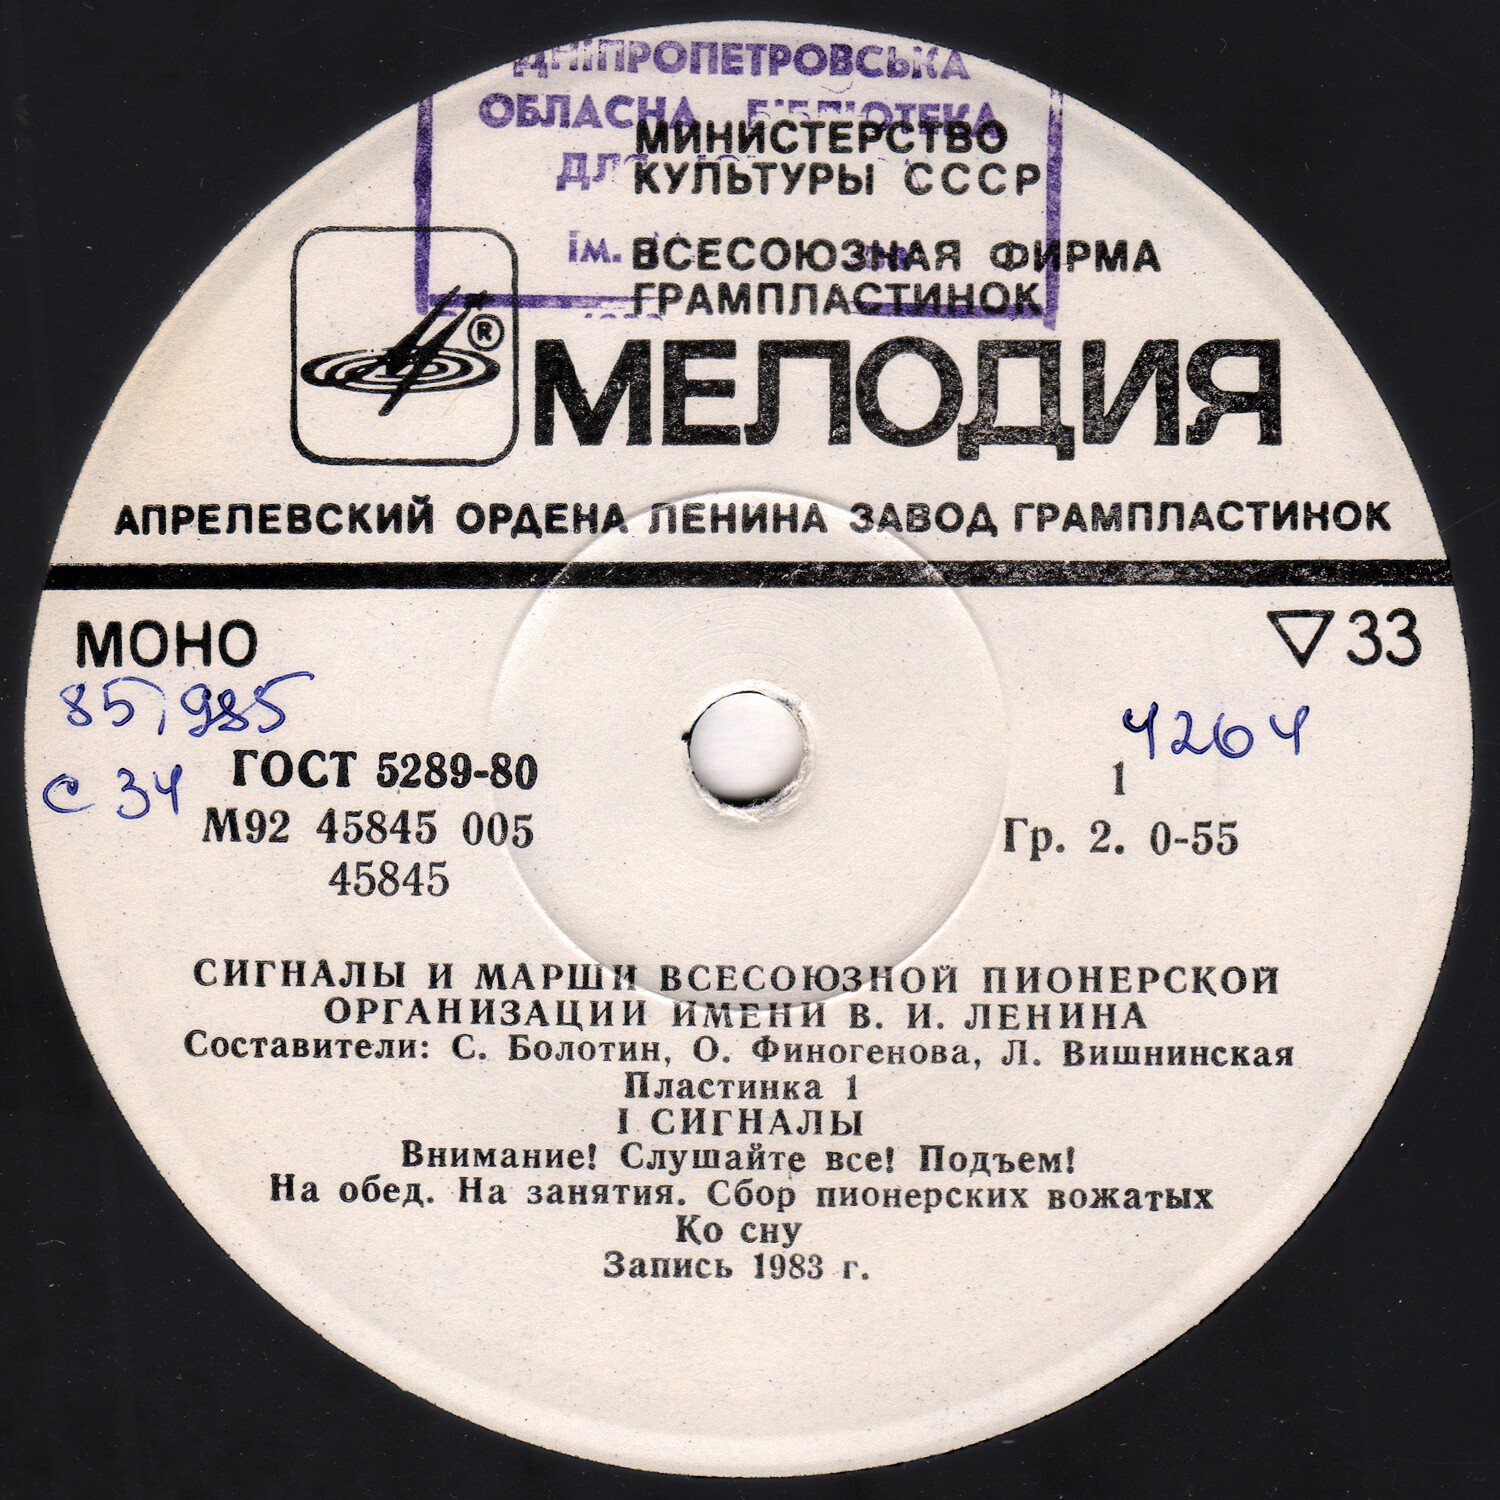 ДНІПРОПЕТРОВСЬКА
ОБЛАСНА БІБЛІОТЕКА
МИНИСТЕРСТВО
КУЛЬТУРЫ СССР
ім.
ВСЕСОЮЗНАЯ ФИРМА
ГРАМПЛАСТИНОК
®
МЕЛОДИЯ
АПРЕЛЕВСКИЙ ОРДЕНА ЛЕНИНА ЗАВОД ГРАМПЛАСТИНОК
МОНО
▽ 33
85,985
4264
с 34
ГОСТ 5289-80
1
М92 45845 005
Гр. 2. 0-55
45845
СИГНАЛЫ И МАРШИ ВСЕСОЮЗНОЙ ПИОНЕРСКОЙ
ОРГАНИЗАЦИИ ИМЕНИ В. И. ЛЕНИНА
Составители: С. Болотин, О. Финогенова, Л. Вишнинская
Пластинка 1
I СИГНАЛЫ
Внимание! Слушайте все! Подъем!
На обед. На занятия. Сбор пионерских вожатых
Ко сну
Запись 1983 г.